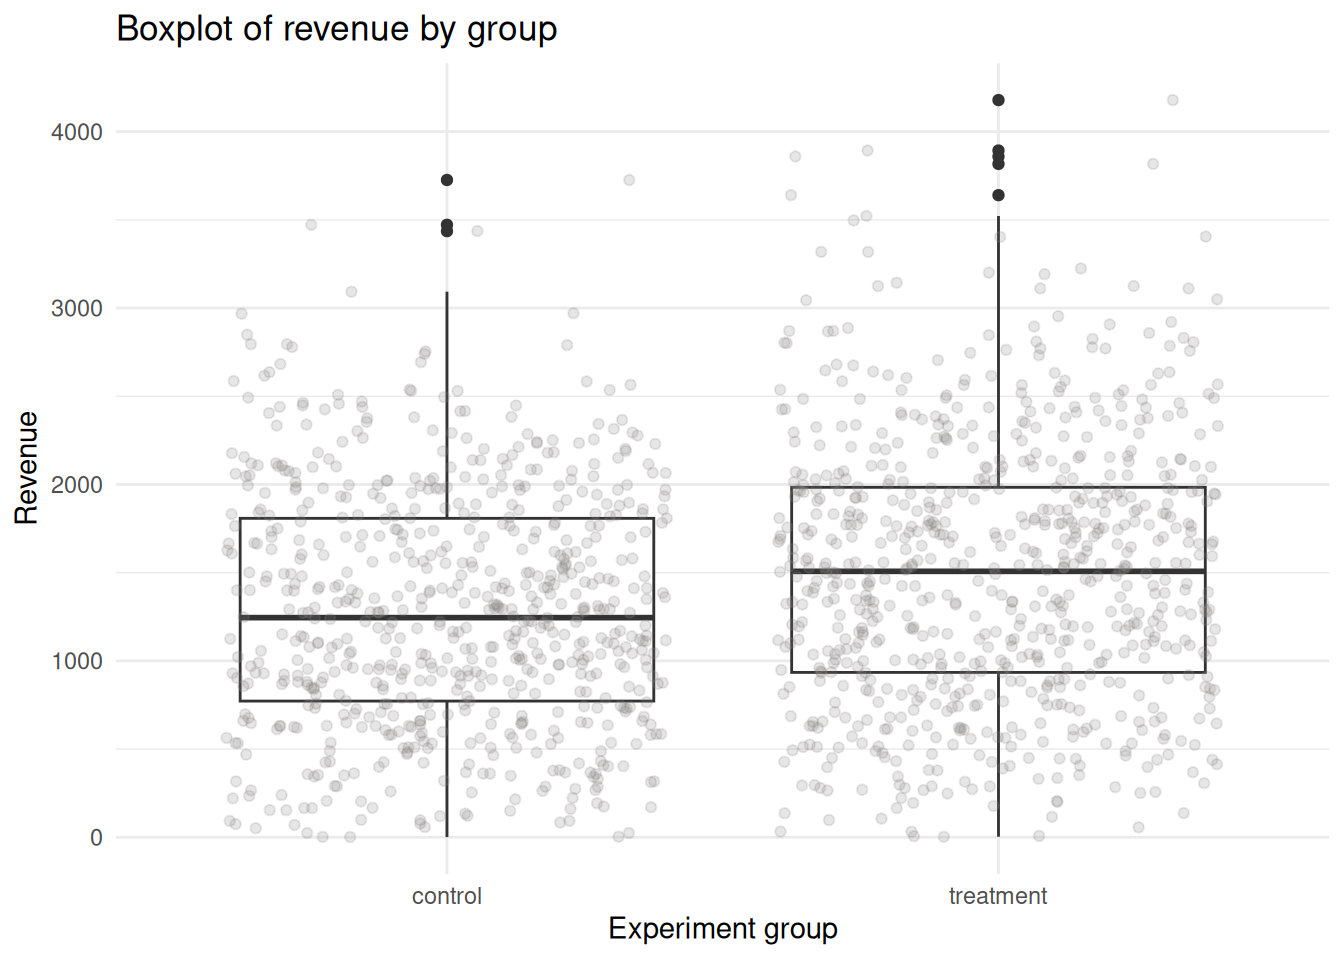 Boxplot of revenue by group
4000
3000
2000
1000
0
Revenue
control
treatment
Experiment group